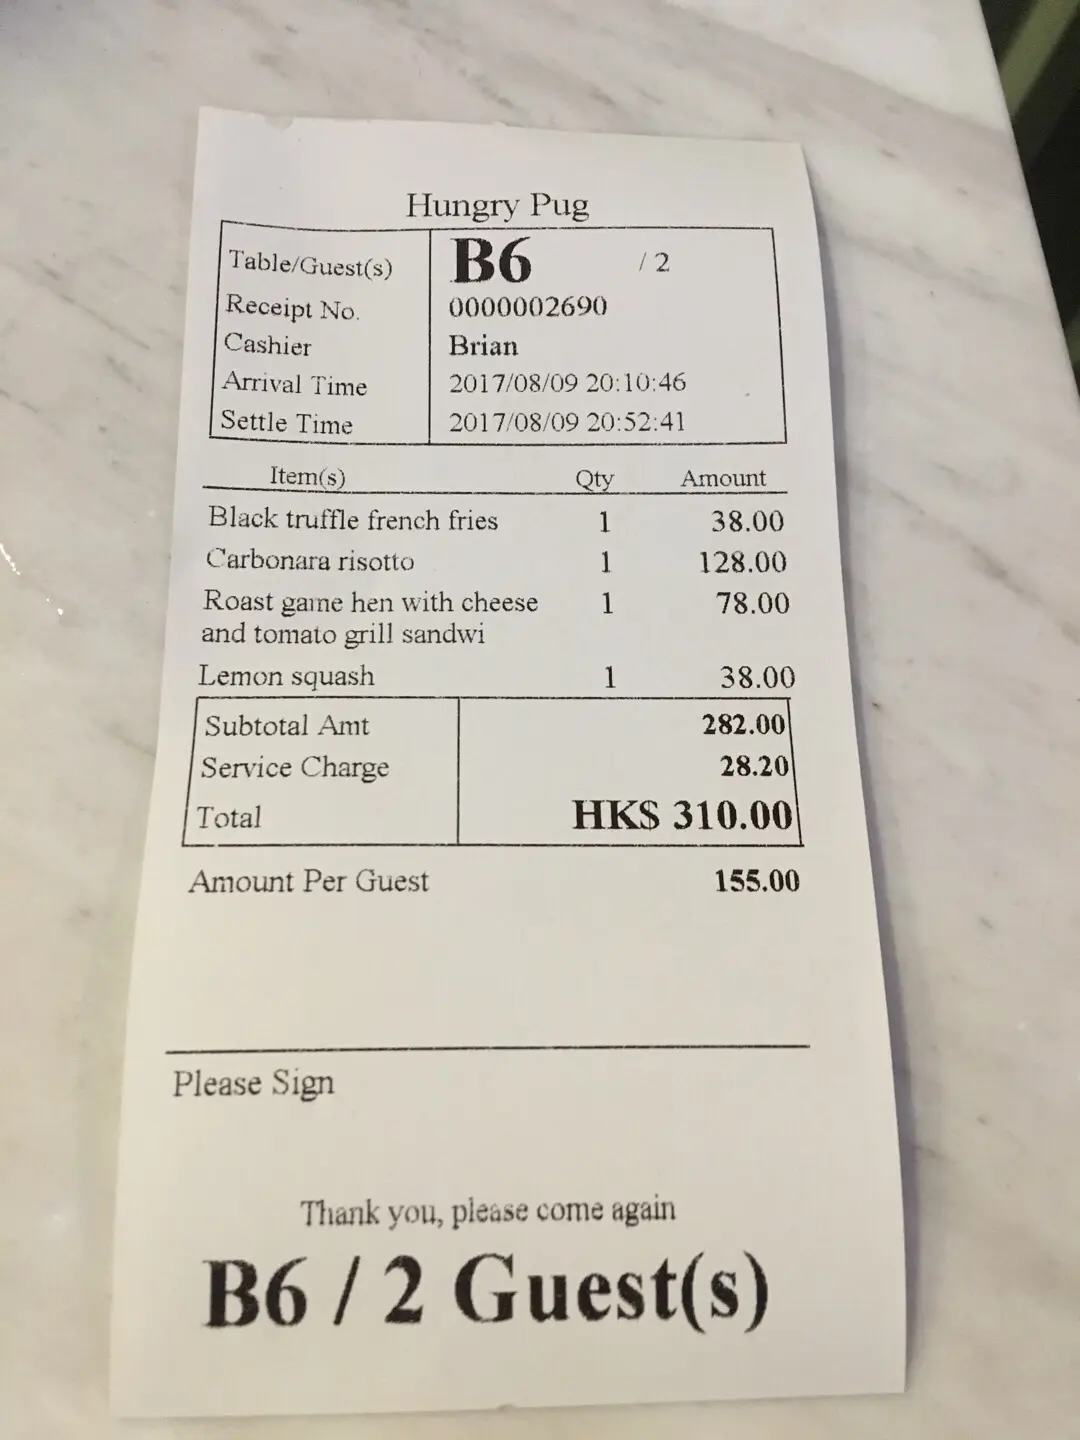 Hungry Pug
Table/Guest(s) B6 / 2
Receipt No. 0000002690
Cashier Brian
Arrival Time 2017/08/09 20:10:46
Settle Time 2017/08/09 20:52:41
Item(s) Qty Amount
Black truffle french fries 1 38.00
Carbonara risotto 1 128.00
Roast game hen with cheese 1 78.00
and tomato grill sandwi
Lemon squash 1 38.00
Subtotal Amt 282.00
Service Charge 28.20
Total HK$ 310.00
Amount Per Guest 155.00
Please Sign
Thank you, please come again
B6 / 2 Guest(s)